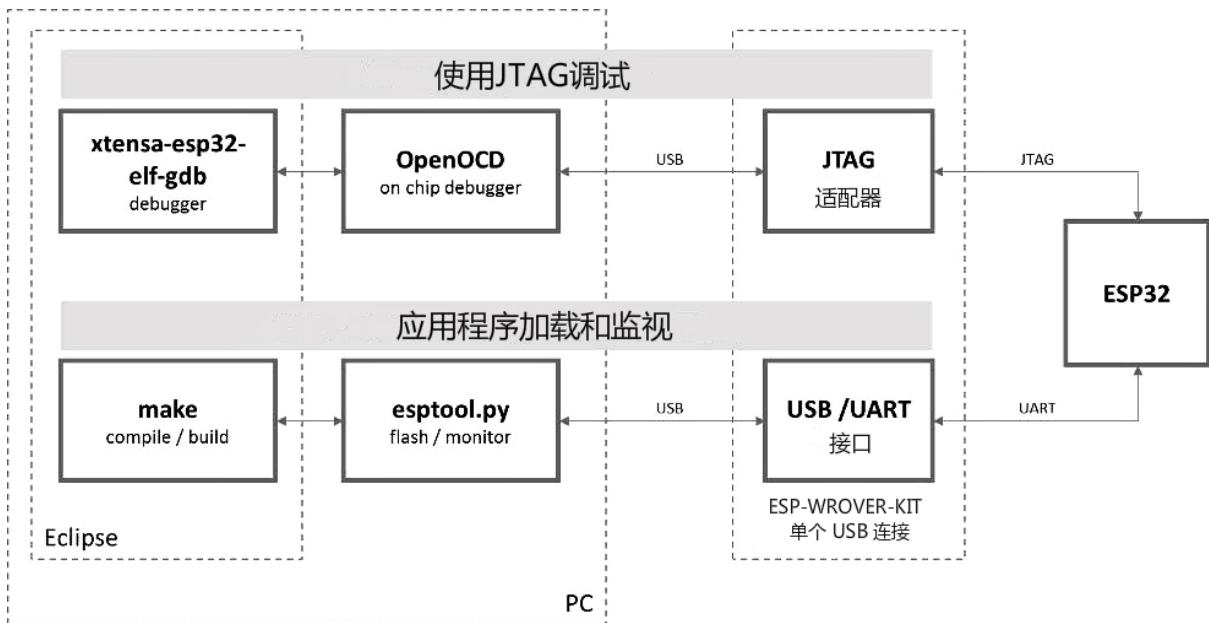 使用JTAG调试
xtensa-esp32-
elf-gdb
debugger
OpenOCD
on chip debugger
USB
JTAG
适配器
JTAG
ESP32
应用程序加载和监视
make
compile / build
esptool.py
flash / monitor
USB
USB /UART
接口
UART
ESP-WROVER-KIT
单个 USB 连接
Eclipse
PC